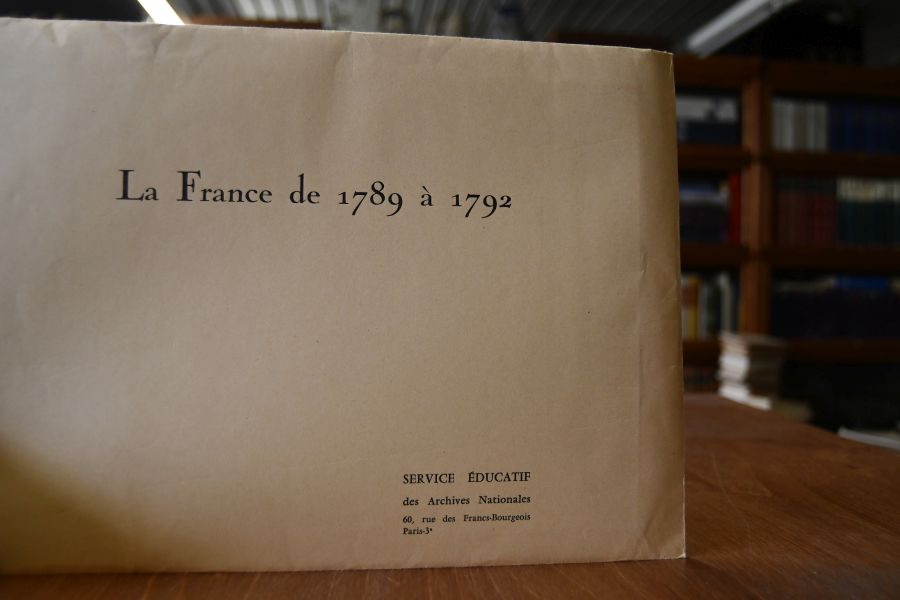 La France de 1789 à 1792
SERVICE ÉDUCATIF
des Archives Nationales
60, rue des Francs-Bourgeois
Paris-3ᵉ